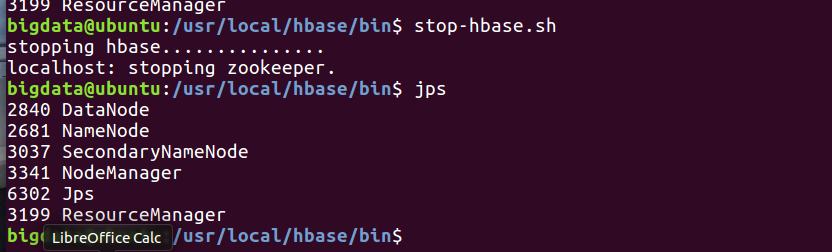 3199 ResourceManager
bigdata@ubuntu:/usr/local/hbase/bin$ stop-hbase.sh
stopping hbase...............
localhost: stopping zookeeper.
bigdata@ubuntu:/usr/local/hbase/bin$ jps
2840 DataNode
2681 NameNode
3037 SecondaryNameNode
3341 NodeManager
6302 Jps
3199 ResourceManager
bigd /usr/local/hbase/bin$
LibreOffice Calc